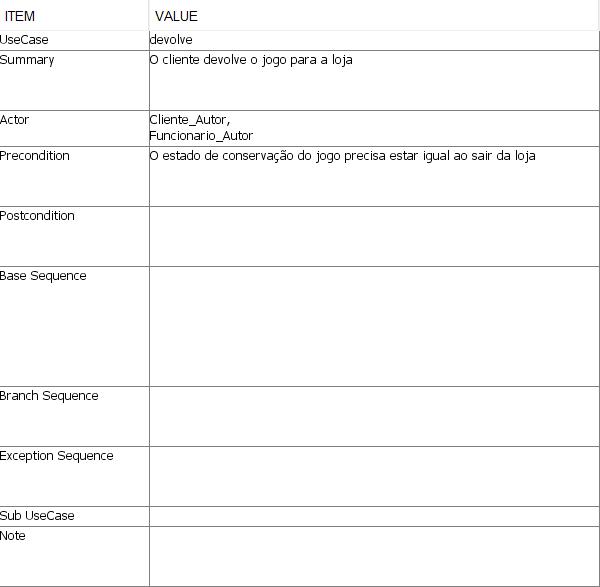 ITEM VALUE
UseCase devolve
Summary O cliente devolve o jogo para a loja
Actor Cliente_Autor,
Funcionario_Autor
Precondition O estado de conservação do jogo precisa estar igual ao sair da loja
Postcondition
Base Sequence
Branch Sequence
Exception Sequence
Sub UseCase
Note